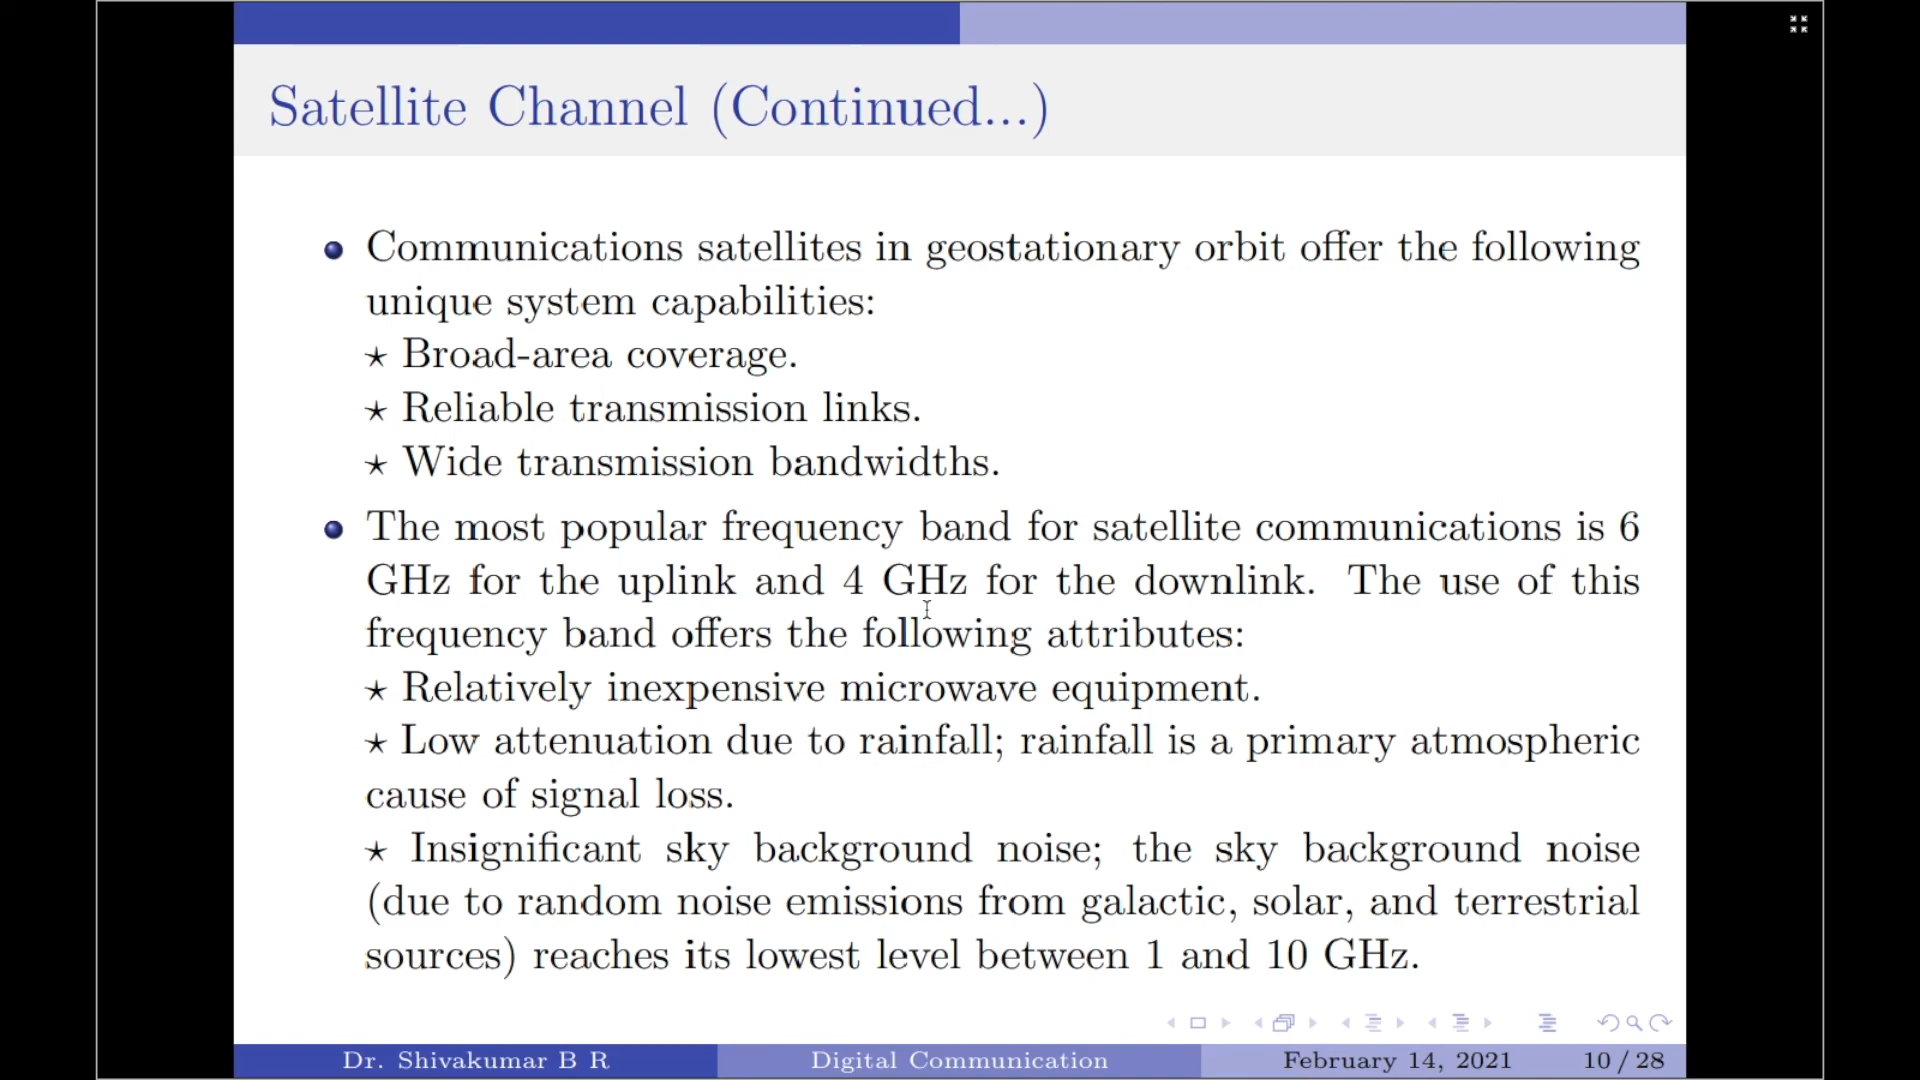 Satellite Channel (Continued...)
Communications satellites in geostationary orbit offer the following
unique system capabilities:
⋆ Broad-area coverage.
⋆ Reliable transmission links.
⋆ Wide transmission bandwidths.
The most popular frequency band for satellite communications is 6
GHz for the uplink and 4 GHz for the downlink. The use of this
frequency band offers the following attributes:
⋆ Relatively inexpensive microwave equipment.
⋆ Low attenuation due to rainfall; rainfall is a primary atmospheric
cause of signal loss.
⋆ Insignificant sky background noise; the sky background noise
(due to random noise emissions from galactic, solar, and terrestrial
sources) reaches its lowest level between 1 and 10 GHz.
Dr. Shivakumar B R Digital Communication February 14, 2021 10 / 28